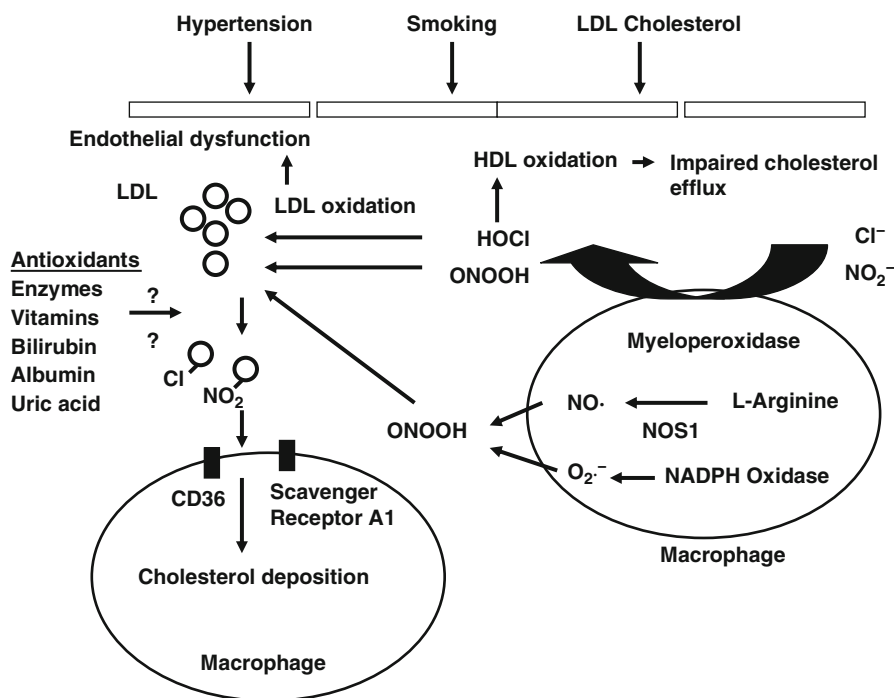 Hypertension
Smoking
LDL Cholesterol
Endothelial dysfunction
HDL oxidation
Impaired cholesterol
efflux
LDL
LDL oxidation
HOCl
ONOOH
Cl⁻
NO₂⁻
Antioxidants
Enzymes
Vitamins
Bilirubin
Albumin
Uric acid
?
?
Cl
NO₂
Myeloperoxidase
NO·
L-Arginine
NOS1
ONOOH
O₂·⁻
NADPH Oxidase
Macrophage
CD36
Scavenger
Receptor A1
Cholesterol deposition
Macrophage